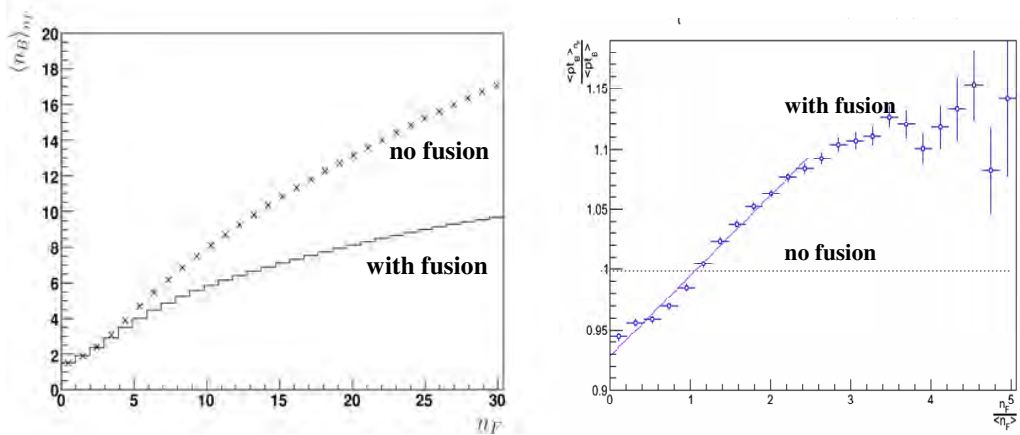 ⟨n_B⟩_{n_F}
20
18
16
14
12
10
8
6
4
2
0
no fusion
with fusion
0 5 10 15 20 25 30
n_F
<pt_B>_{n_F}
<pt_B>
1.15
1.1
1.05
1
0.95
0.9
with fusion
no fusion
0 1 2 3 4 5
n_F
<n_F>